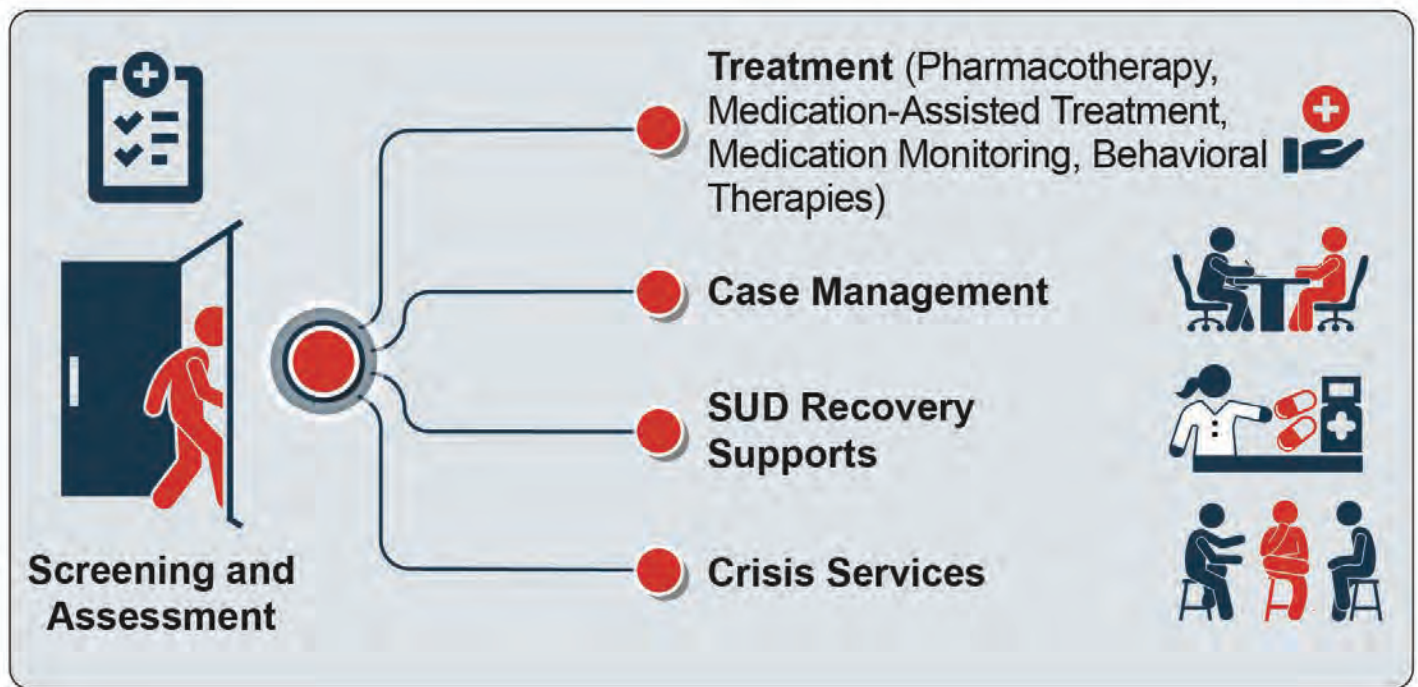 Treatment (Pharmacotherapy,
Medication-Assisted Treatment,
Medication Monitoring, Behavioral
Therapies)
Case Management
SUD Recovery
Supports
Crisis Services
Screening and
Assessment